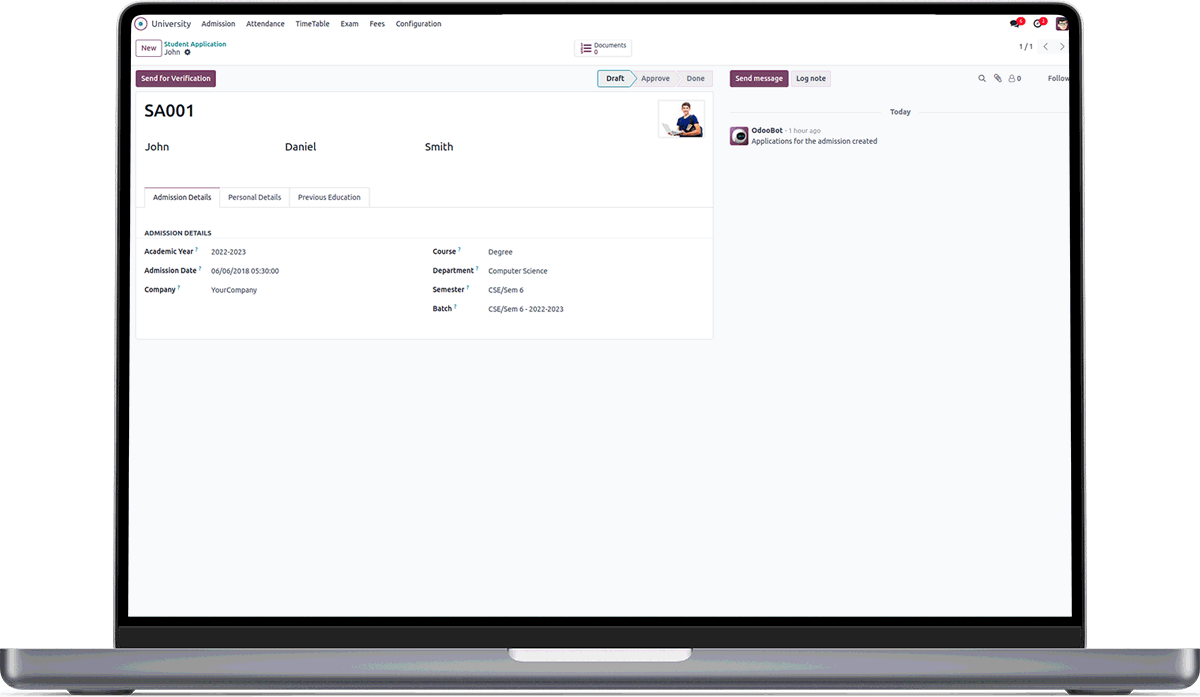 University Admission Attendance TimeTable Exam Fees Configuration
New Student Application Documents 1 / 1
John 0
Send for Verification Draft Approve Done Send message Log note 0 Follow
SA001
Today
OdooBot - 1 hour ago
Applications for the admission created
John Daniel Smith
Admission Details Personal Details Previous Education
ADMISSION DETAILS
Academic Year ? 2022-2023 Course ? Degree
Admission Date ? 06/06/2018 05:30:00 Department ? Computer Science
Company ? YourCompany Semester ? CSE/Sem 6
Batch ? CSE/Sem 6 - 2022-2023